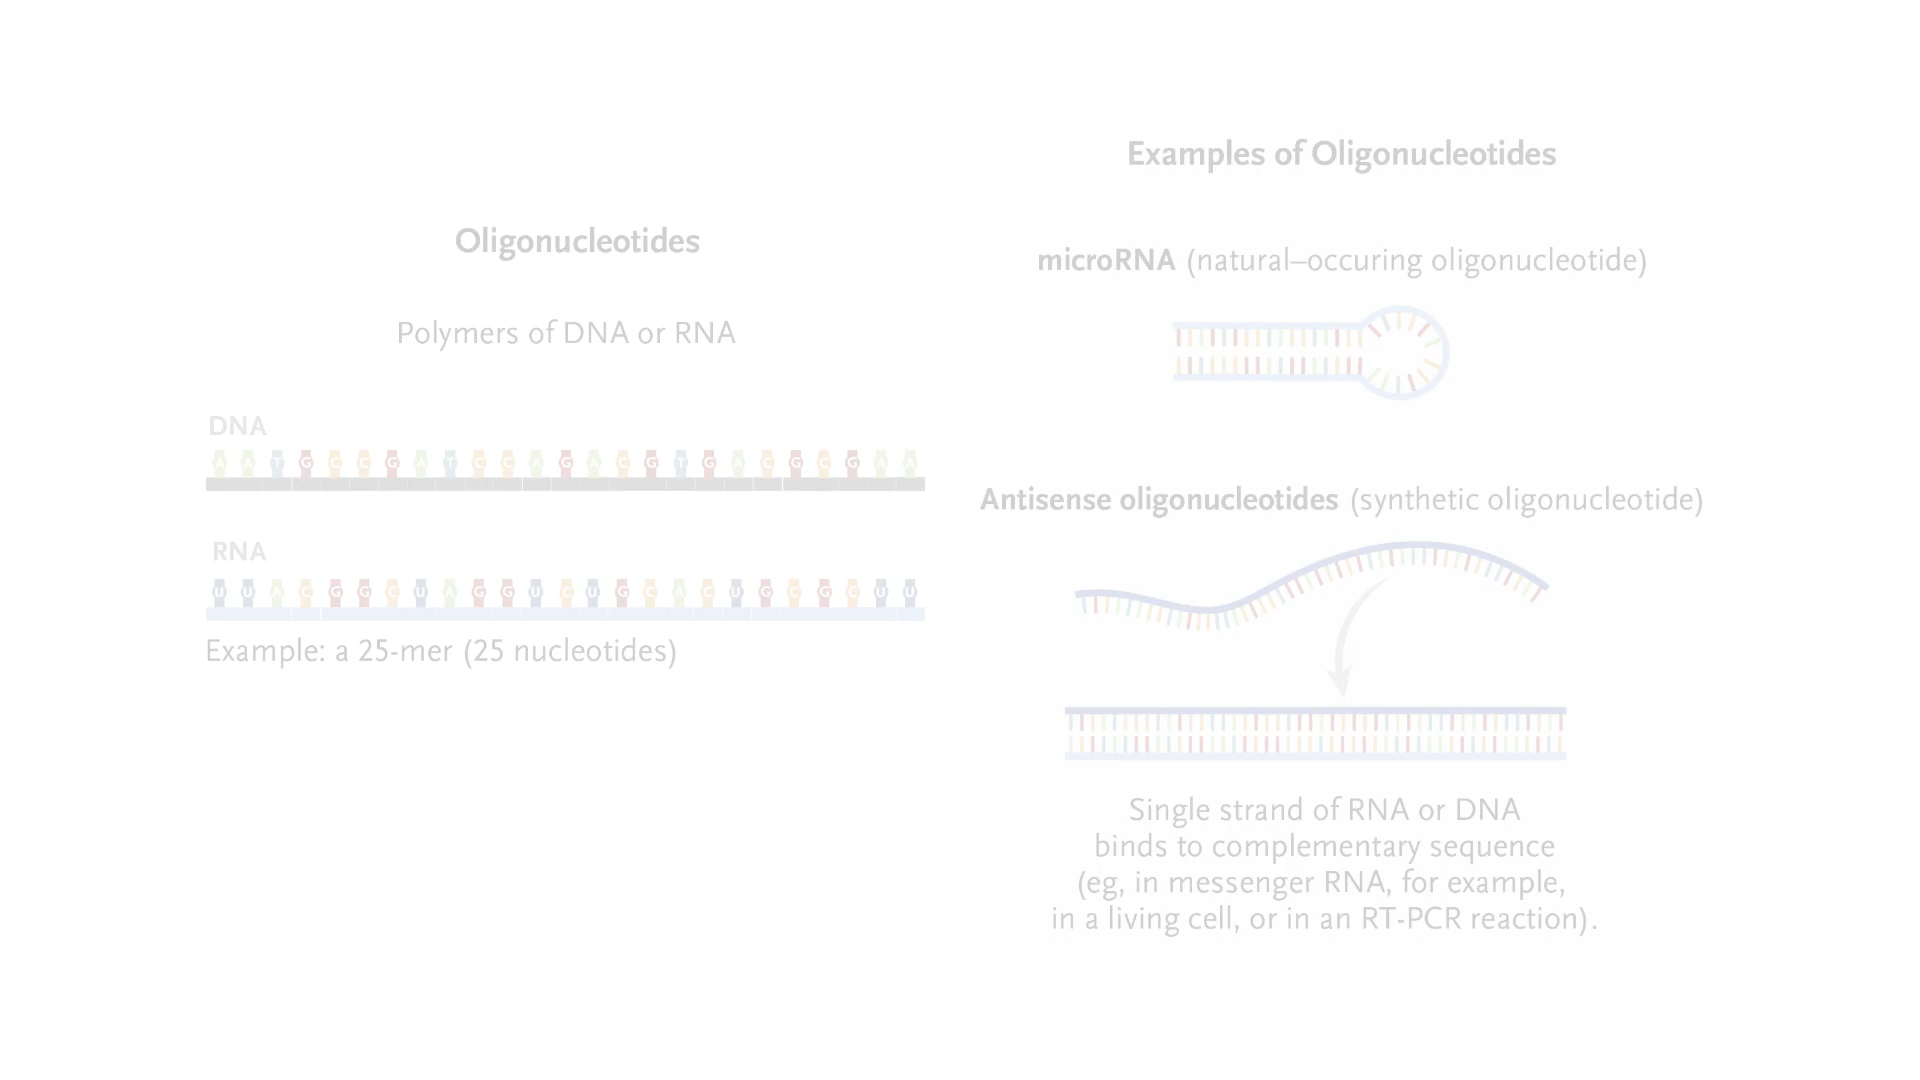 Oligonucleotides
Polymers of DNA or RNA
DNA
A A T G C C G A T C C A G A C G T G A C G C G A A
RNA
U U A C G G C U A G G U C U G C A C U G C G C U U
Example: a 25-mer (25 nucleotides)
Examples of Oligonucleotides
microRNA (natural–occuring oligonucleotide)
Antisense oligonucleotides (synthetic oligonucleotide)
Single strand of RNA or DNA
binds to complementary sequence
(eg, in messenger RNA, for example,
in a living cell, or in an RT-PCR reaction).